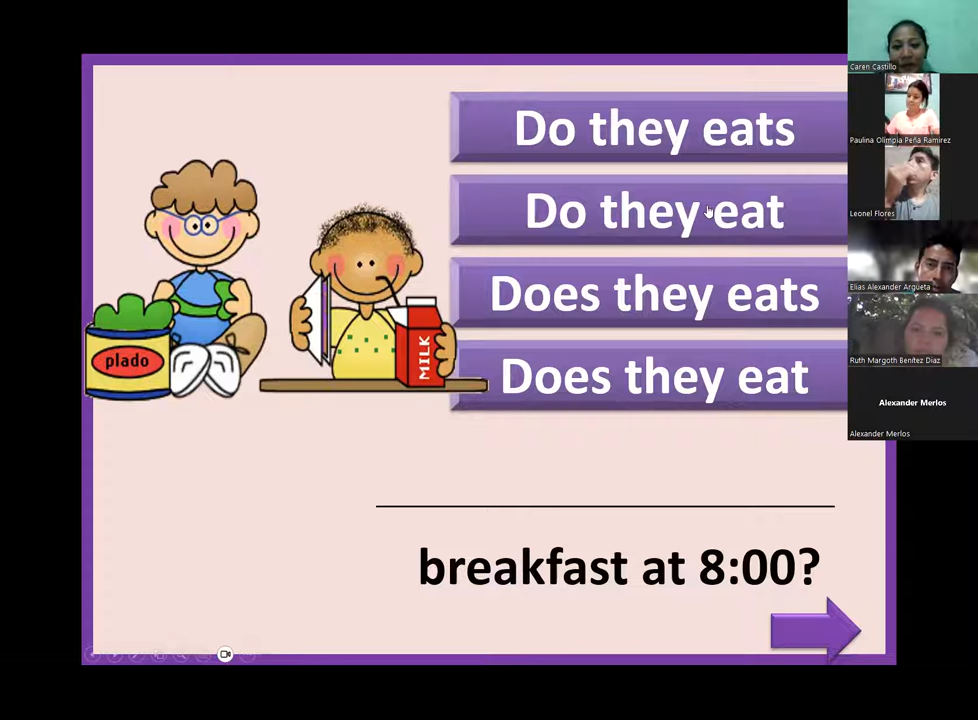 Do they eats
Do they eat
Does they eats
Does they eat
plado
MILK
breakfast at 8:00?
Caren Castillo
Paulina Olimpia Peña Ramirez
Leonel Flores
Elias Alexander Argueta
Ruth Margoth Benítez Díaz
Alexander Merlos
Alexander Merlos